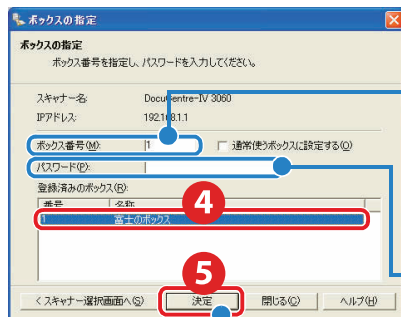 ボックスの指定
ボックスの指定
ボックス番号を指定し、パスワードを入力してください。
スキャナー名: DocuCentre-IV 3060
IPアドレス: 192.168.1.1
ボックス番号(M): 1 通常使うボックスに設定する(O)
パスワード(P):
登録済みのボックス(R):
番号 名称
4
1 富士のボックス
5
< スキャナー選択画面へ(S) 決定 閉じる(C) ヘルプ(H)